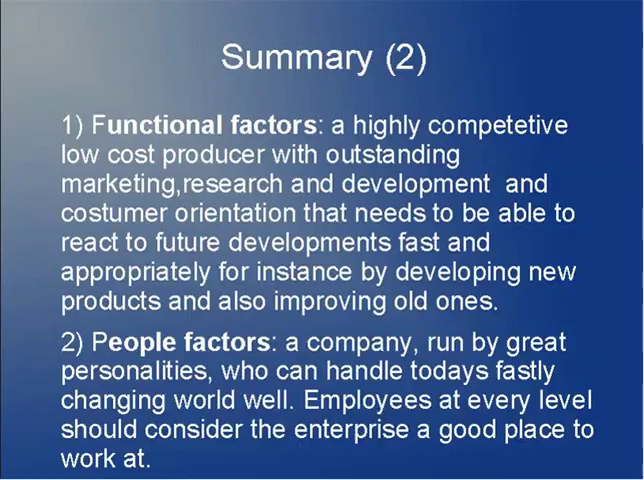 Summary (2)
1) Functional factors: a highly competetive
low cost producer with outstanding
marketing,research and development  and
costumer orientation that needs to be able to
react to future developments fast and
appropriately for instance by developing new
products and also improving old ones.
2) People factors: a company, run by great
personalities, who can handle todays fastly
changing world well. Employees at every level
should consider the enterprise a good place to
work at.